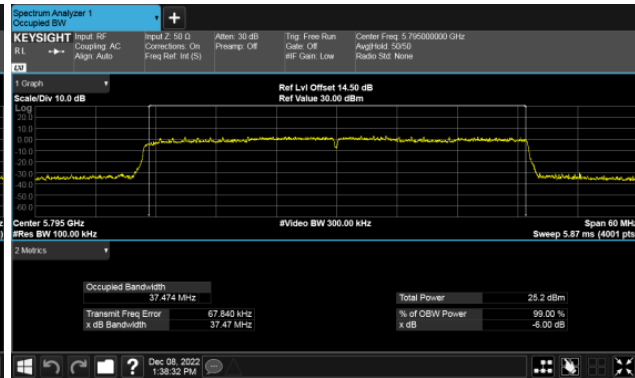 Spectrum Analyzer 1
Occupied BW
KEYSIGHT
RL
Input: RF
Coupling: AC
Align: Auto
Input Z: 50 Ω
Corrections: On
Freq Ref: Int (S)
Atten: 30 dB
Preamp: Off
Trig: Free Run
Gate: Off
#IF Gain: Low
Center Freq: 5.795000000 GHz
Avg|Hold: 50/50
Radio Std: None
LXI
1 Graph
Scale/Div 10.0 dB
Ref Lvl Offset 14.50 dB
Ref Value 30.00 dBm
Log
20.0
10.0
0.00
-10.0
-20.0
-30.0
-40.0
-50.0
-60.0
Center 5.795 GHz
#Res BW 100.00 kHz
#Video BW 300.00 kHz
Span 60 MHz
Sweep 5.87 ms (4001 pts
2 Metrics
Occupied Bandwidth
37.474 MHz
Transmit Freq Error 67.840 kHz
x dB Bandwidth 37.47 MHz
Total Power 25.2 dBm
% of OBW Power 99.00 %
x dB -6.00 dB
?
Dec 08, 2022
1:38:32 PM